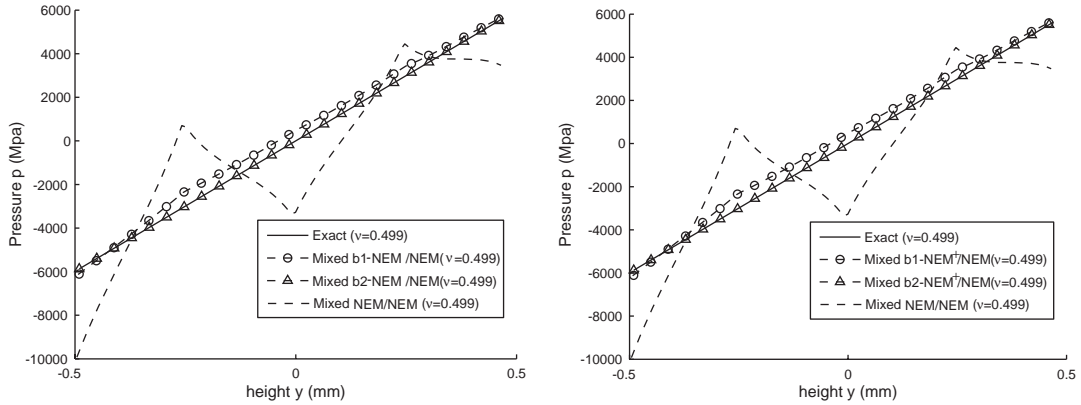 6000
4000
2000
0
-2000
-4000
-6000
-8000
-10000
Pressure p (Mpa)
-0.5
0
0.5
height y (mm)
Exact (ν=0.499)
Mixed b1-NEM /NEM(ν=0.499)
Mixed b2-NEM /NEM(ν=0.499)
Mixed NEM/NEM (ν=0.499)
6000
4000
2000
0
-2000
-4000
-6000
-8000
-10000
Pressure p (Mpa)
-0.5
0
0.5
height y (mm)
Exact (ν=0.499)
Mixed b1-NEM⁺/NEM(ν=0.499)
Mixed b2-NEM⁺/NEM(ν=0.499)
Mixed NEM/NEM (ν=0.499)